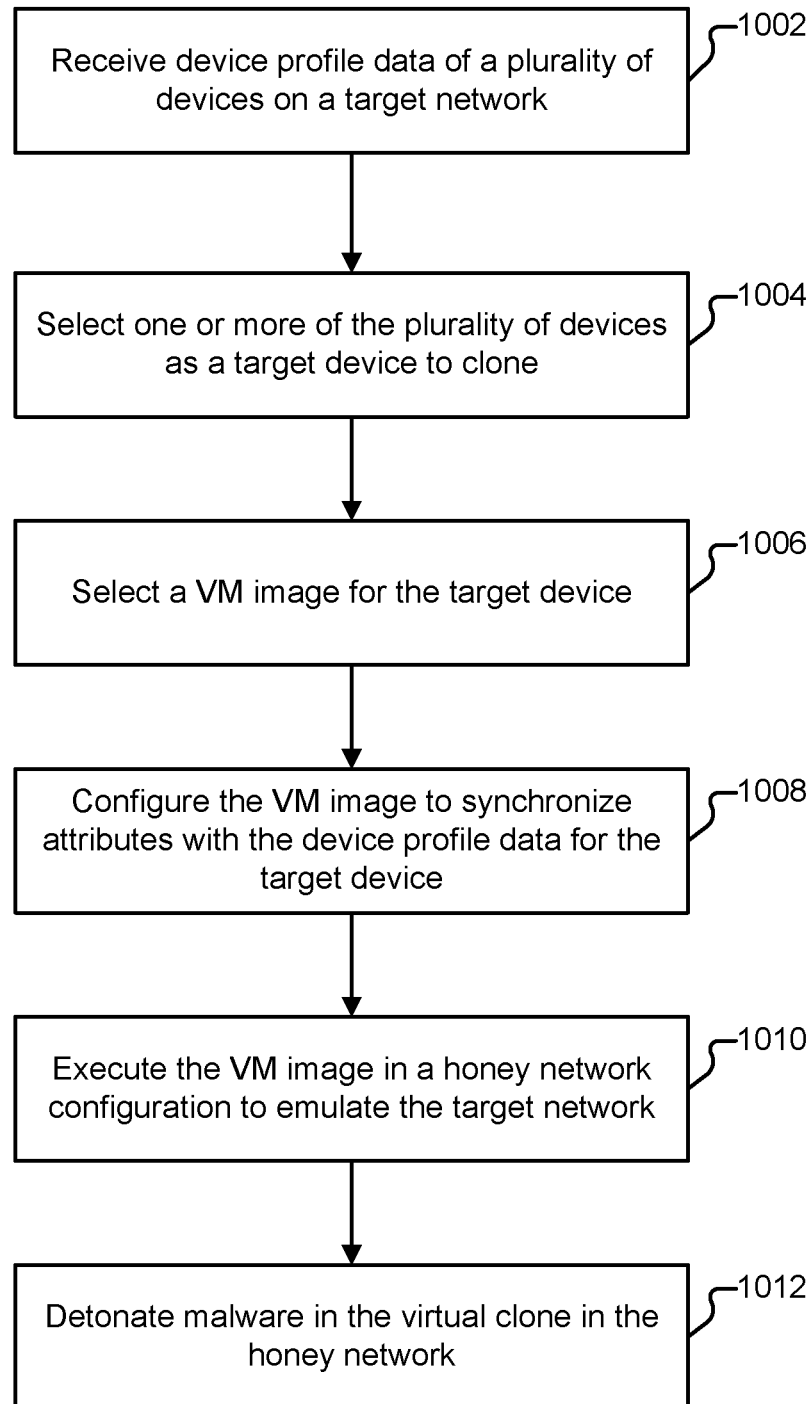 1002
Receive device profile data of a plurality of
devices on a target network
1004
Select one or more of the plurality of devices
as a target device to clone
1006
Select a VM image for the target device
1008
Configure the VM image to synchronize
attributes with the device profile data for the
target device
1010
Execute the VM image in a honey network
configuration to emulate the target network
1012
Detonate malware in the virtual clone in the
honey network